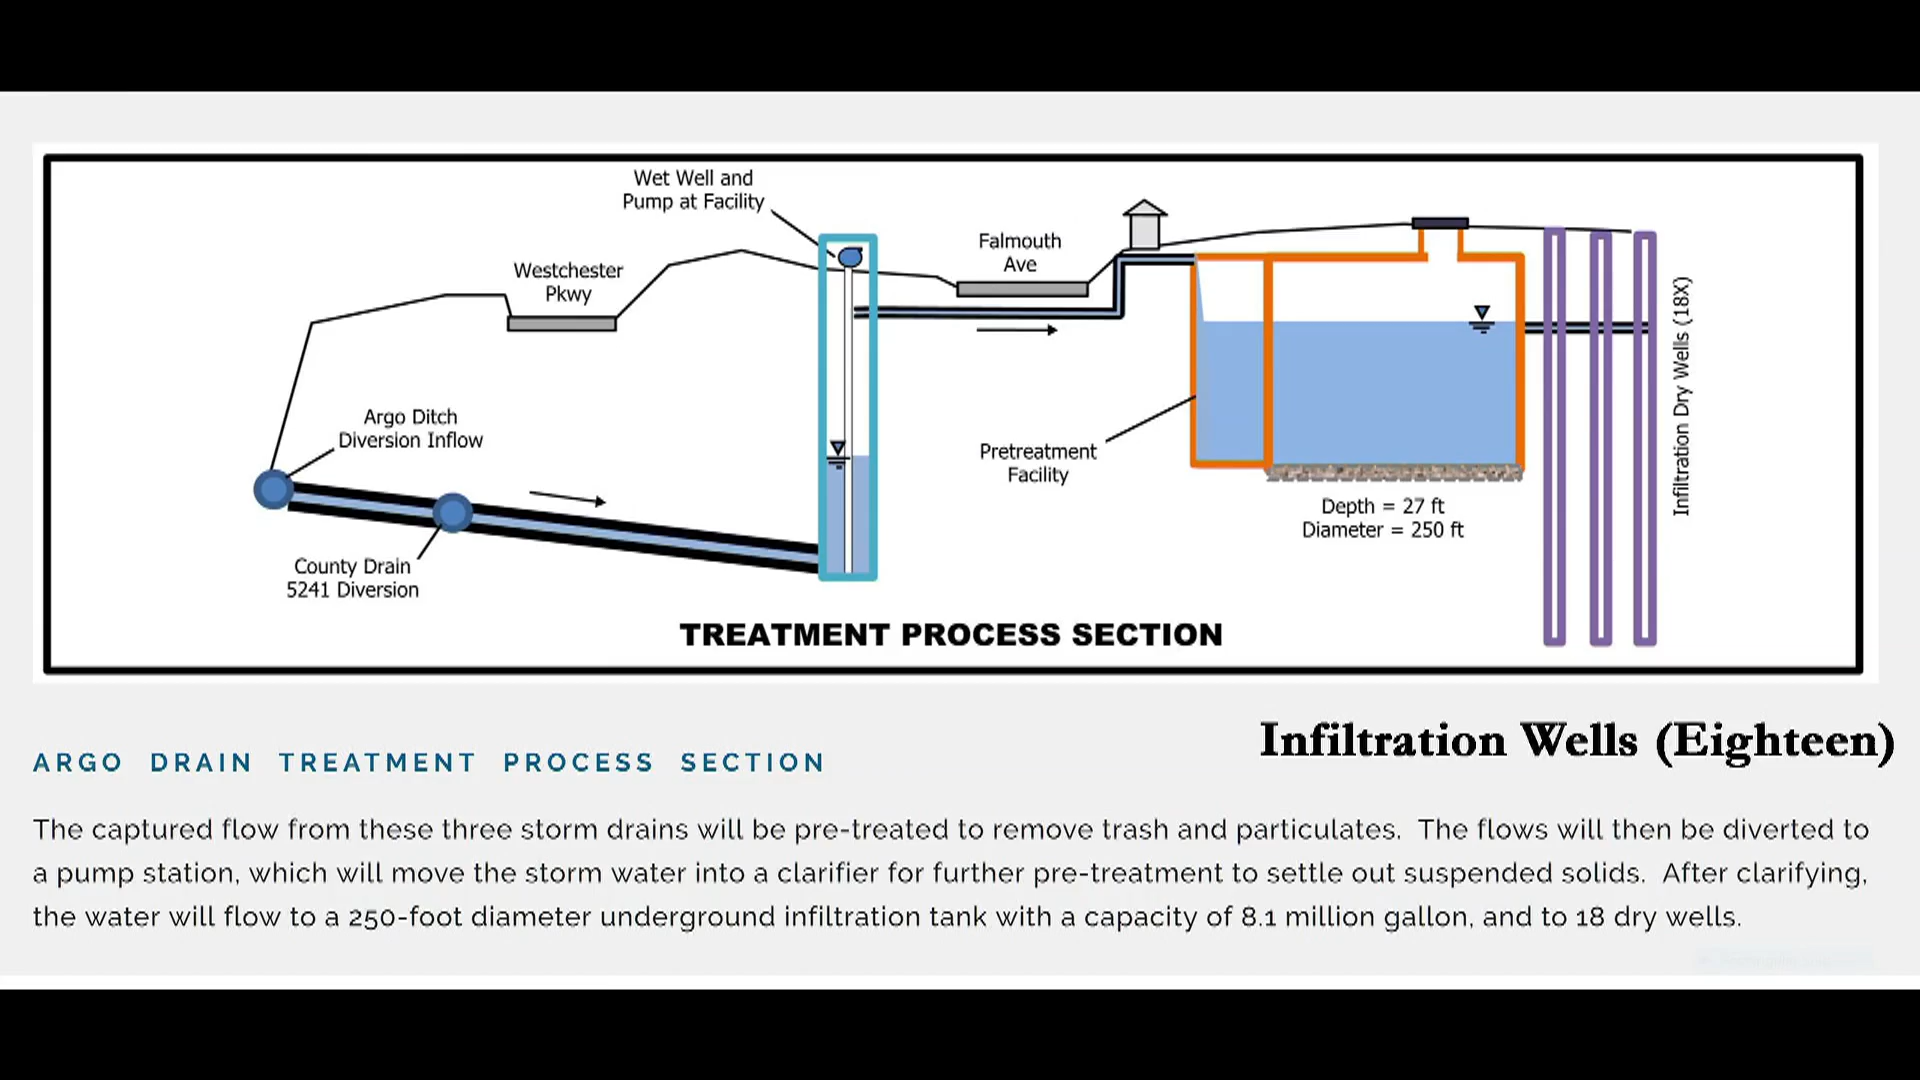 Wet Well and
Pump at Facility
Falmouth
Ave
Westchester
Pkwy
Argo Ditch
Diversion Inflow
Pretreatment
Facility
Infiltration Dry Wells (18X)
Depth = 27 ft
Diameter = 250 ft
County Drain
5241 Diversion
TREATMENT PROCESS SECTION
Infiltration Wells (Eighteen)
ARGO DRAIN TREATMENT PROCESS SECTION
The captured flow from these three storm drains will be pre-treated to remove trash and particulates. The flows will then be diverted to
a pump station, which will move the storm water into a clarifier for further pre-treatment to settle out suspended solids. After clarifying,
the water will flow to a 250-foot diameter underground infiltration tank with a capacity of 8.1 million gallon, and to 18 dry wells.